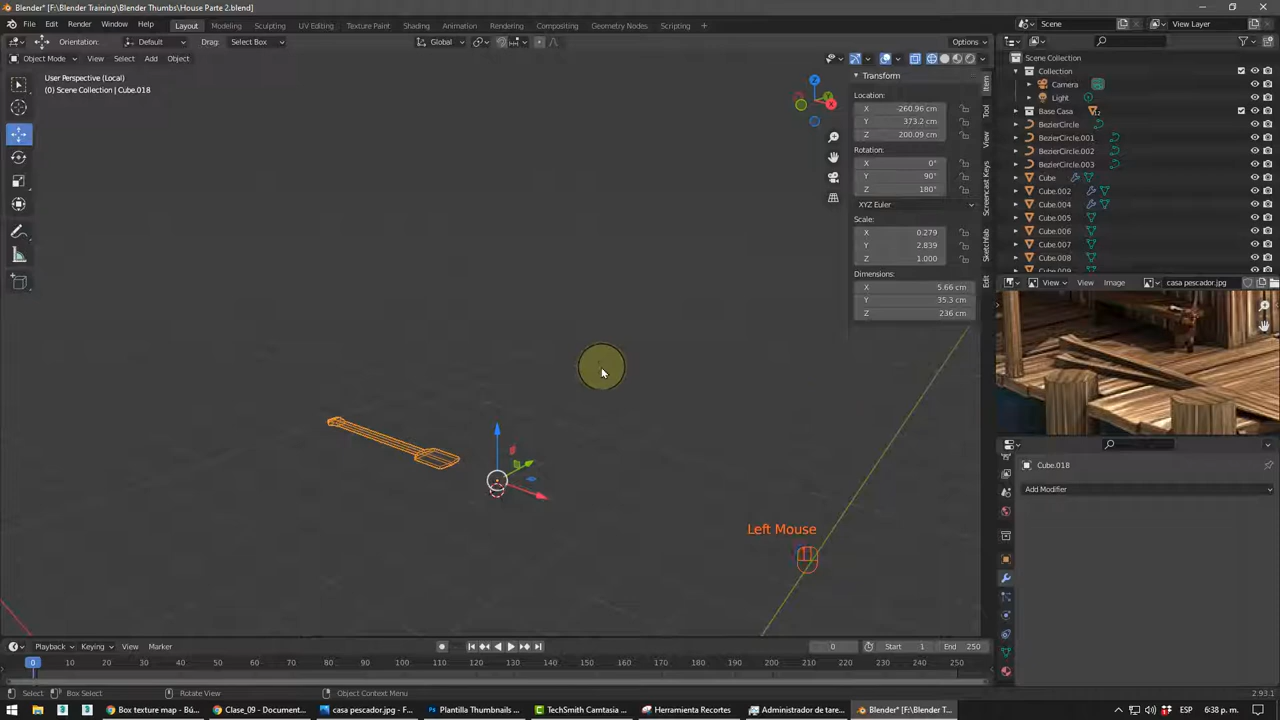 Blender* [F:\Blender Training\Blender Thumbs\House Parte 2.blend]
File Edit Render Window Help Layout Modeling Sculpting UV Editing Texture Paint Shading Animation Rendering Compositing Geometry Nodes Scripting + Scene View Layer
Orientation: Default Drag: Select Box Global Options
Object Mode View Select Add Object
User Perspective (Local)
(0) Scene Collection | Cube.018
Transform
Location:
X -260.96 cm
Y 373.2 cm
Z 200.09 cm
Rotation:
X 0°
Y 90°
Z 180°
XYZ Euler
Scale:
X 0.279
Y 2.839
Z 1.000
Dimensions:
X 5.66 cm
Y 35.3 cm
Z 236 cm
Item
Tool
View
Screencast Keys
Sketchfab
Edit
Z
Y
X
Scene Collection
Collection
Camera
Light
Base Casa 12
BezierCircle
BezierCircle.001
BezierCircle.002
BezierCircle.003
Cube
Cube.002
Cube.004
Cube.005
Cube.006
Cube.007
Cube.008
Cube.009
View View Image casa pescador.jpg
Cube.018
Add Modifier
Left Mouse
Playback Keying View Marker 0 Start 1 End 250
0 10 20 30 40 50 60 70 80 90 100 110 120 130 140 150 160 170 180 190 200 210 220 230 240 250
Select Box Select Rotate View Object Context Menu 2.93.1
Box texture map - Bú... Clase_09 - Document... casa pescador.jpg - F... Plantilla Thumbnails ... TechSmith Camtasia ... Herramienta Recortes Administrador de tare... Blender* [F:\Blender T... ESP 6:38 p. m.